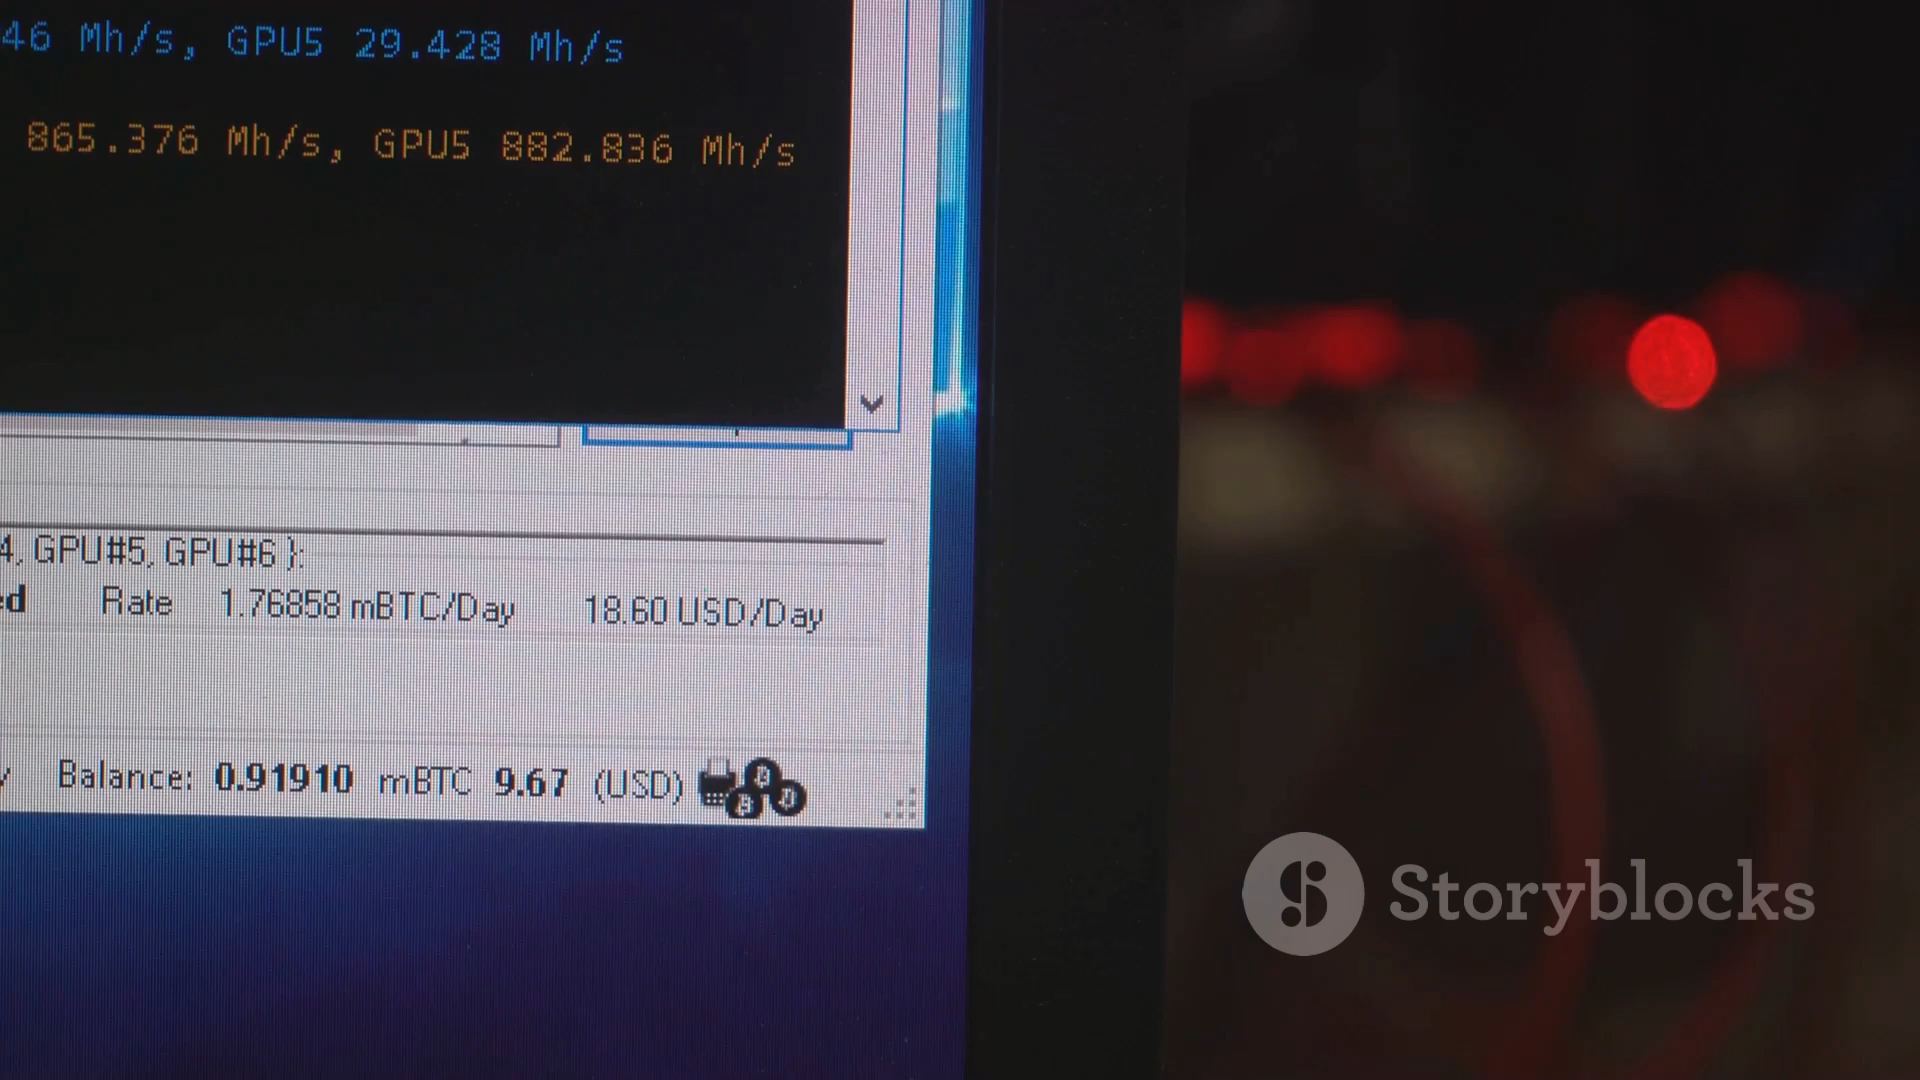 46 Mh/s, GPU5 29.428 Mh/s
865.376 Mh/s, GPU5 882.836 Mh/s
4, GPU#5, GPU#6 }:
ed Rate 1.76858 mBTC/Day 18.60 USD/Day
Balance: 0.91910 mBTC 9.67 (USD)
Storyblocks